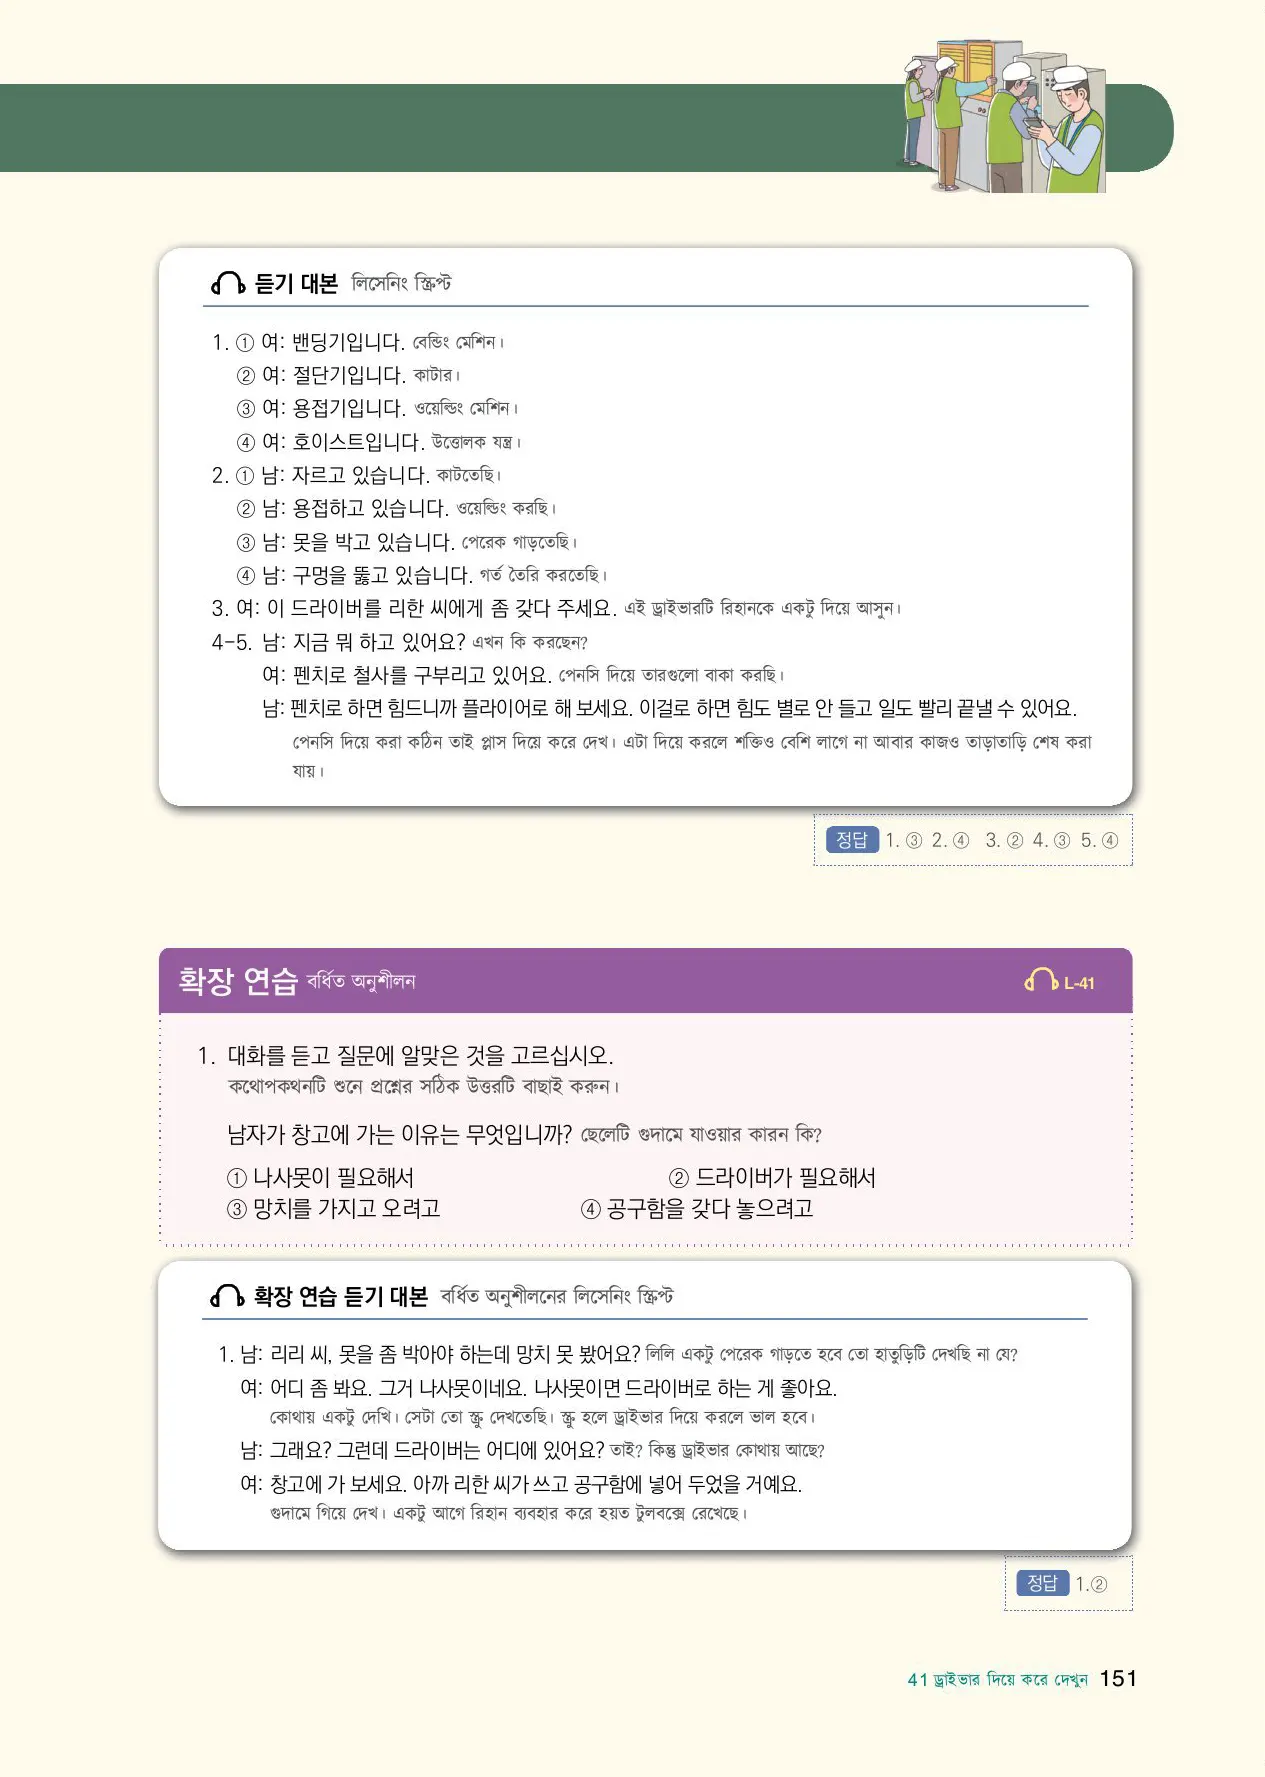 듣기 대본 লিসেনিং স্ক্রিপ্ট
1. ① 여: 밴딩기입니다. বেন্ডিং মেশিন।
② 여: 절단기입니다. কাটার।
③ 여: 용접기입니다. ওয়েল্ডিং মেশিন।
④ 여: 호이스트입니다. উত্তোলক যন্ত্র।
2. ① 남: 자르고 있습니다. কাটতেছি।
② 남: 용접하고 있습니다. ওয়েল্ডিং করছি।
③ 남: 못을 박고 있습니다. পেরেক গাড়তেছি।
④ 남: 구멍을 뚫고 있습니다. গর্ত তৈরি করতেছি।
3. 여: 이 드라이버를 리한 씨에게 좀 갖다 주세요. এই ড্রাইভারটি রিহানকে একটু দিয়ে আসুন।
4-5. 남: 지금 뭐 하고 있어요? এখন কি করছেন?
여: 펜치로 철사를 구부리고 있어요. পেনসি দিয়ে তারগুলো বাকা করছি।
남: 펜치로 하면 힘드니까 플라이어로 해 보세요. 이걸로 하면 힘도 별로 안 들고 일도 빨리 끝낼 수 있어요.
পেনসি দিয়ে করা কঠিন তাই প্লাস দিয়ে করে দেখ। এটা দিয়ে করলে শক্তিও বেশি লাগে না আবার কাজও তাড়াতাড়ি শেষ করা
যায়।
정답 1. ③ 2. ④ 3. ② 4. ③ 5. ④
확장 연습 বর্ধিত অনুশীলন L-41
1. 대화를 듣고 질문에 알맞은 것을 고르십시오.
কথোপকথনটি শুনে প্রশ্নের সঠিক উত্তরটি বাছাই করুন।
남자가 창고에 가는 이유는 무엇입니까? ছেলেটি গুদামে যাওয়ার কারন কি?
① 나사못이 필요해서 ② 드라이버가 필요해서
③ 망치를 가지고 오려고 ④ 공구함을 갖다 놓으려고
확장 연습 듣기 대본 বর্ধিত অনুশীলনের লিসেনিং স্ক্রিপ্ট
1. 남: 리리 씨, 못을 좀 박아야 하는데 망치 못 봤어요? লিলি একটু পেরেক গাড়তে হবে তো হাতুড়িটি দেখছি না যে?
여: 어디 좀 봐요. 그거 나사못이네요. 나사못이면 드라이버로 하는 게 좋아요.
কোথায় একটু দেখি। সেটা তো স্ক্রু দেখতেছি। স্ক্রু হলে ড্রাইভার দিয়ে করলে ভাল হবে।
남: 그래요? 그런데 드라이버는 어디에 있어요? তাই? কিন্তু ড্রাইভার কোথায় আছে?
여: 창고에 가 보세요. 아까 리한 씨가 쓰고 공구함에 넣어 두었을 거예요.
গুদামে গিয়ে দেখ। একটু আগে রিহান ব্যবহার করে হয়ত টুলবক্সে রেখেছে।
정답 1.②
41 ড্রাইভার দিয়ে করে দেখুন 151